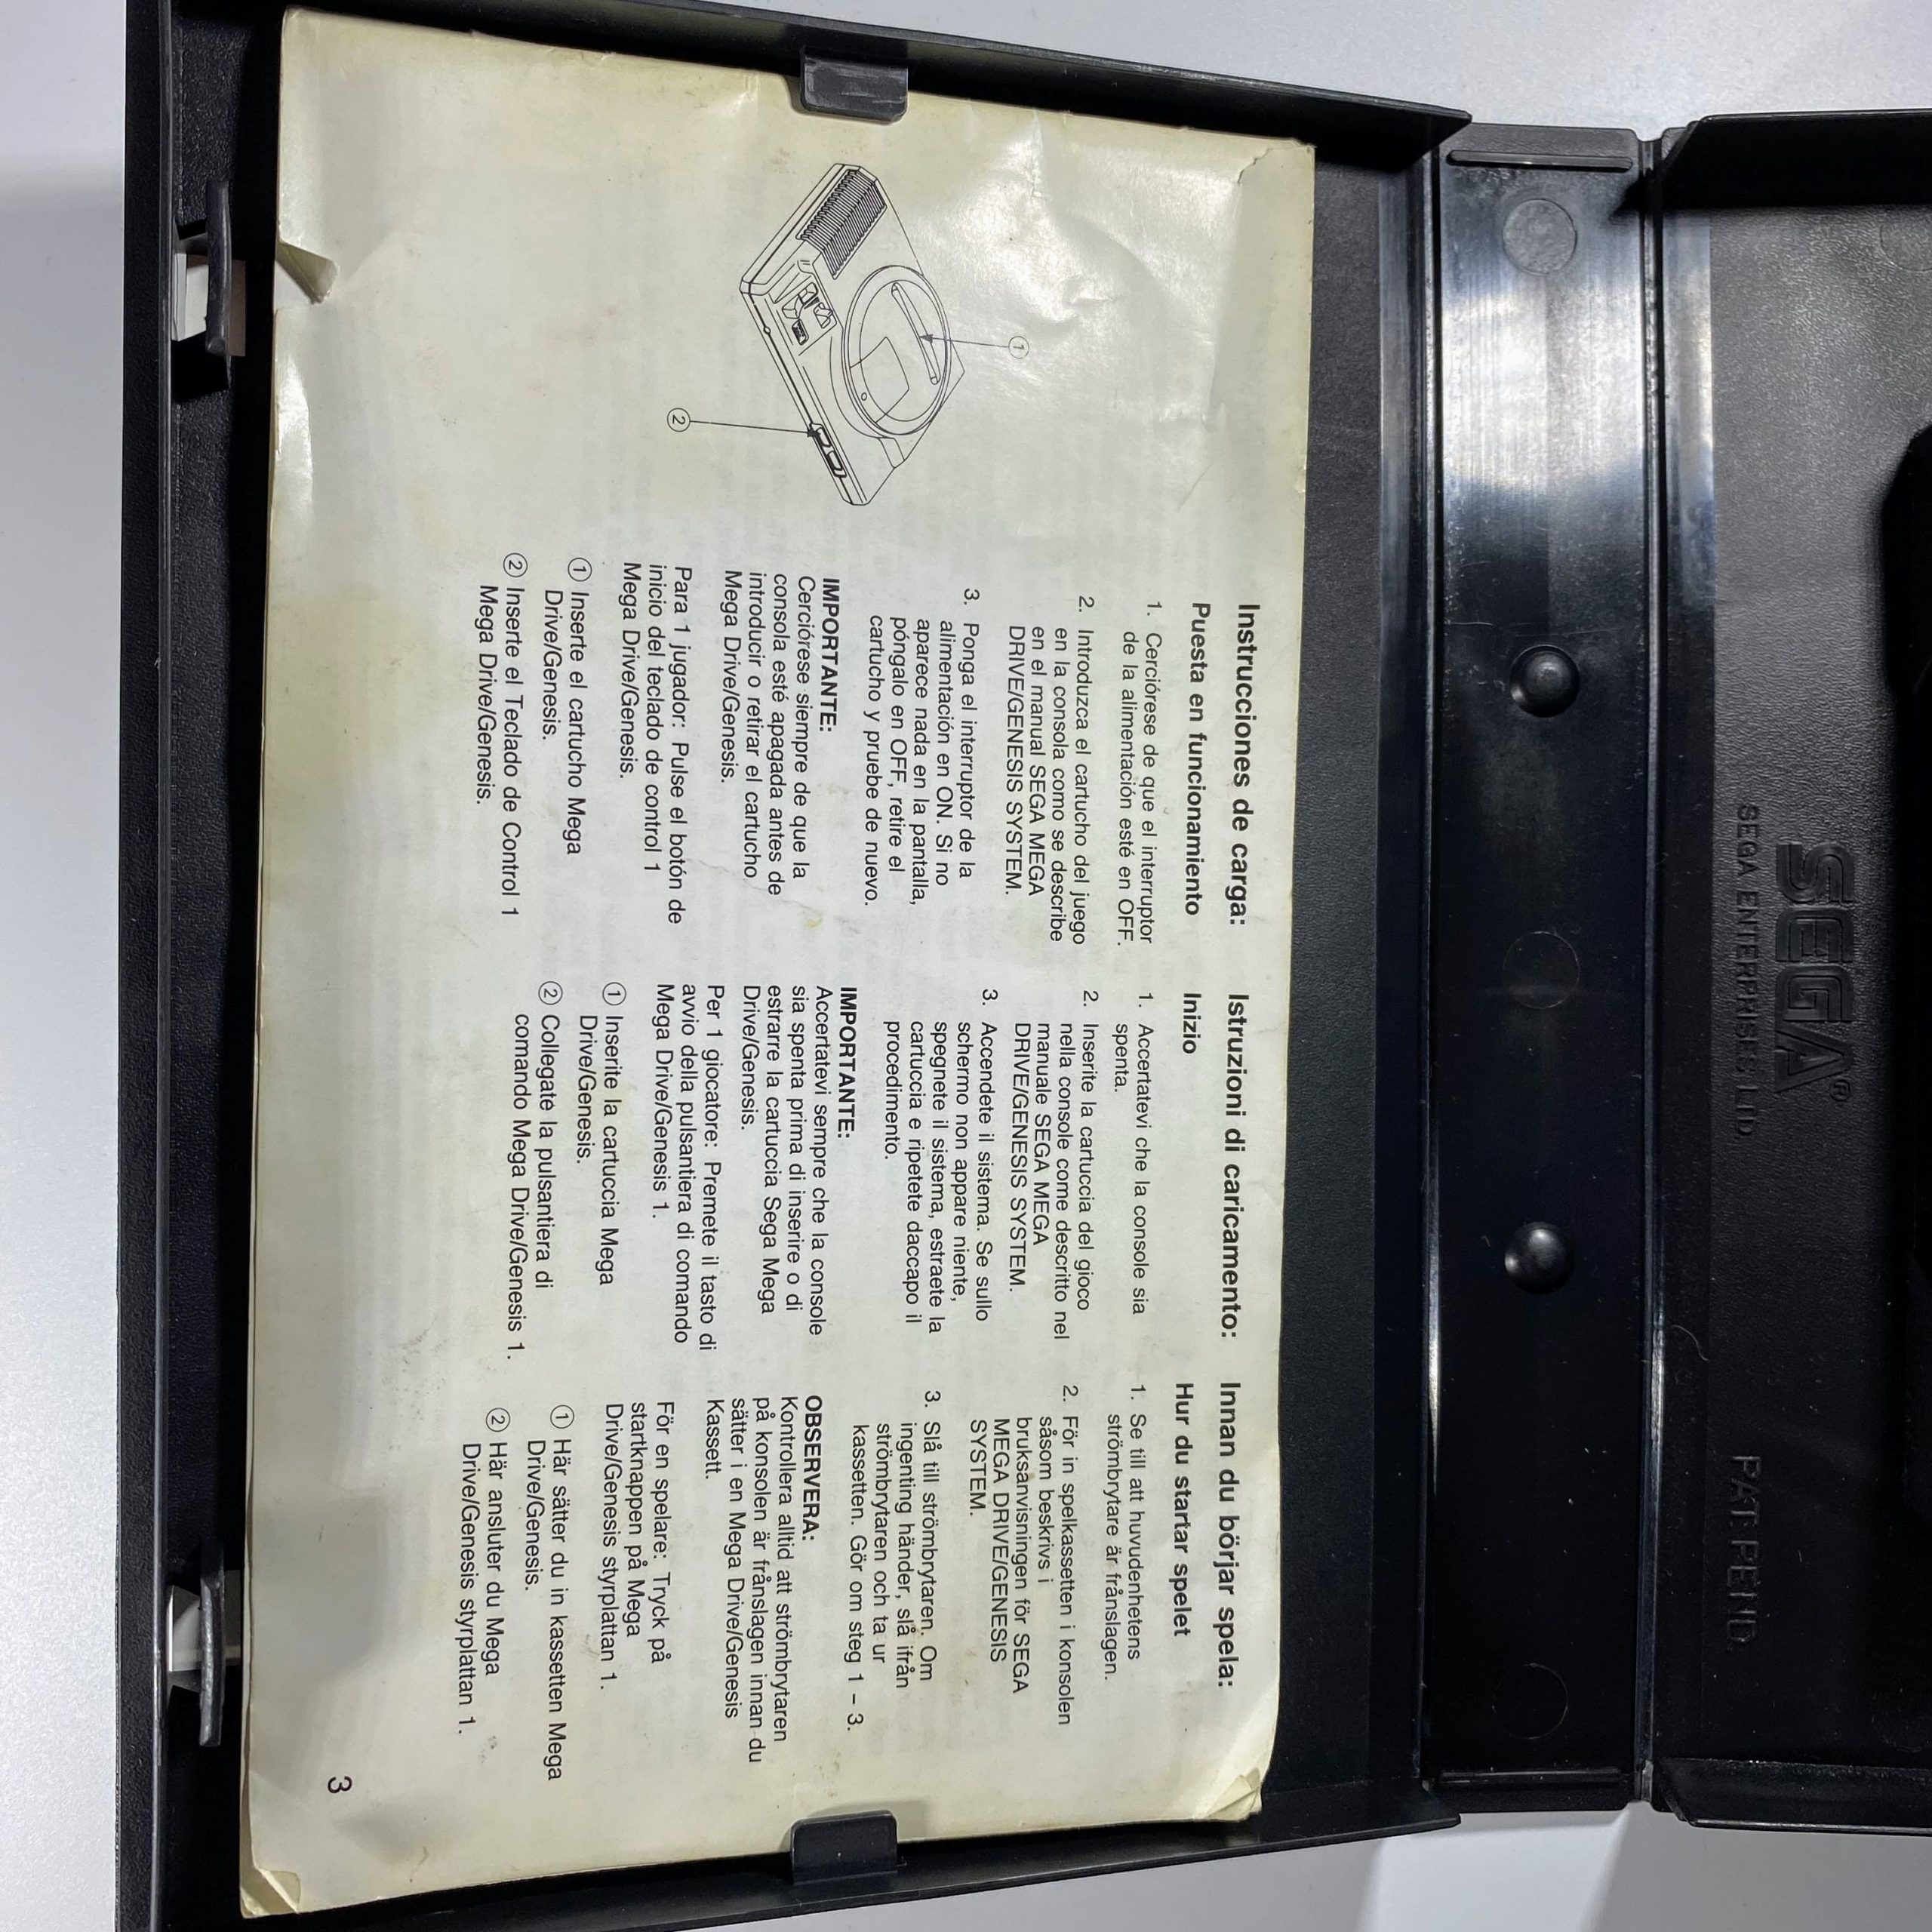 Instrucciones de carga:
Puesta en funcionamiento
1. Cerciórese de que el interruptor
de la alimentación esté en OFF.
2. Introduzca el cartucho del juego
en la consola como se describe
en el manual SEGA MEGA
DRIVE/GENESIS SYSTEM.
3. Ponga el interruptor de la
alimentación en ON. Si no
aparece nada en la pantalla,
póngalo en OFF, retire el
cartucho y pruebe de nuevo.
IMPORTANTE:
Cerciórese siempre de que la
consola esté apagada antes de
introducir o retirar el cartucho
Mega Drive/Genesis.
Para 1 jugador: Pulse el botón de
inicio del teclado de control 1
Mega Drive/Genesis.
① Inserte el cartucho Mega
Drive/Genesis.
② Inserte el Teclado de Control 1
Mega Drive/Genesis.
Istruzioni di caricamento:
Inizio
1. Accertatevi che la console sia
spenta.
2. Inserite la cartuccia del gioco
nella console come descritto nel
manuale SEGA MEGA
DRIVE/GENESIS SYSTEM.
3. Accendete il sistema. Se sullo
schermo non appare niente,
spegnete il sistema, estraete la
cartuccia e ripetete daccapo il
procedimento.
IMPORTANTE:
Accertatevi sempre che la console
sia spenta prima di inserire o di
estrarre la cartuccia Sega Mega
Drive/Genesis.
Per 1 giocatore: Premete il tasto di
avvio della pulsantiera di comando
Mega Drive/Genesis 1.
① Inserite la cartuccia Mega
Drive/Genesis.
② Collegate la pulsantiera di
comando Mega Drive/Genesis 1.
Innan du börjar spela:
Hur du startar spelet
1. Se till att huvudenhetens
strömbrytare är frånslagen.
2. För in spelkassetten i konsolen
såsom beskrivs i
bruksanvisningen för SEGA
MEGA DRIVE/GENESIS
SYSTEM.
3. Slå till strömbrytaren. Om
ingenting händer, slå ifrån
strömbrytaren och ta ur
kassetten. Gör om steg 1 – 3.
OBSERVERA:
Kontrollera alltid att strömbrytaren
på konsolen är frånslagen innan du
sätter i en Mega Drive/Genesis
Kassett.
För en spelare: Tryck på
startknappen på Mega
Drive/Genesis styrplattan 1.
① Här sätter du in kassetten Mega
Drive/Genesis.
② Här ansluter du Mega
Drive/Genesis styrplattan 1.
①
②
3
SEGA®
SEGA ENTERPRISES LTD.
PAT. PEND.